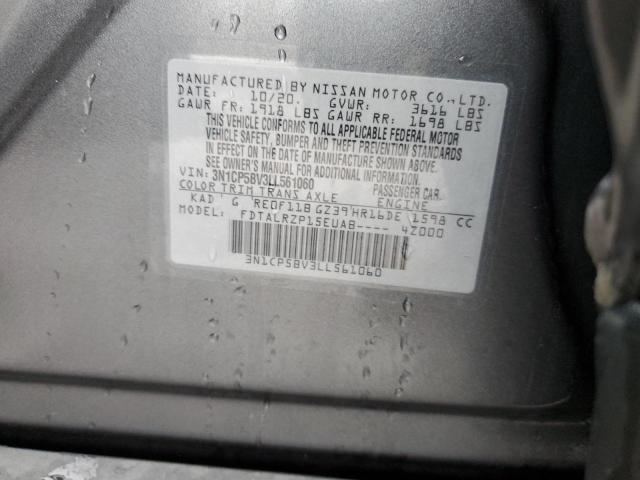 MANUFACTURED BY NISSAN MOTOR CO.,LTD.
DATE: 10/20. GVWR: 3616 LBS
GAWR FR: 1918 LBS GAWR RR: 1698 LBS
THIS VEHICLE CONFORMS TO ALL APPLICABLE FEDERAL MOTOR
VEHICLE SAFETY, BUMPER AND THEFT PREVENTION STANDARDS
IN EFFECT ON THE DATE OF MANUFACTURE SHOWN ABOVE.
SEE OWNER'S MANUAL FOR ADDITIONAL INFORMATION.
VIN: 3N1CP5BV3LL561060 PASSENGER CAR.
COLOR TRIM TRANS AXLE ENGINE
KAD G RE0F11B GZ39 HR16DE 1598 CC
MODEL: FDTALRZP15EUAB---- 4Z000
3N1CP5BV3LL561060